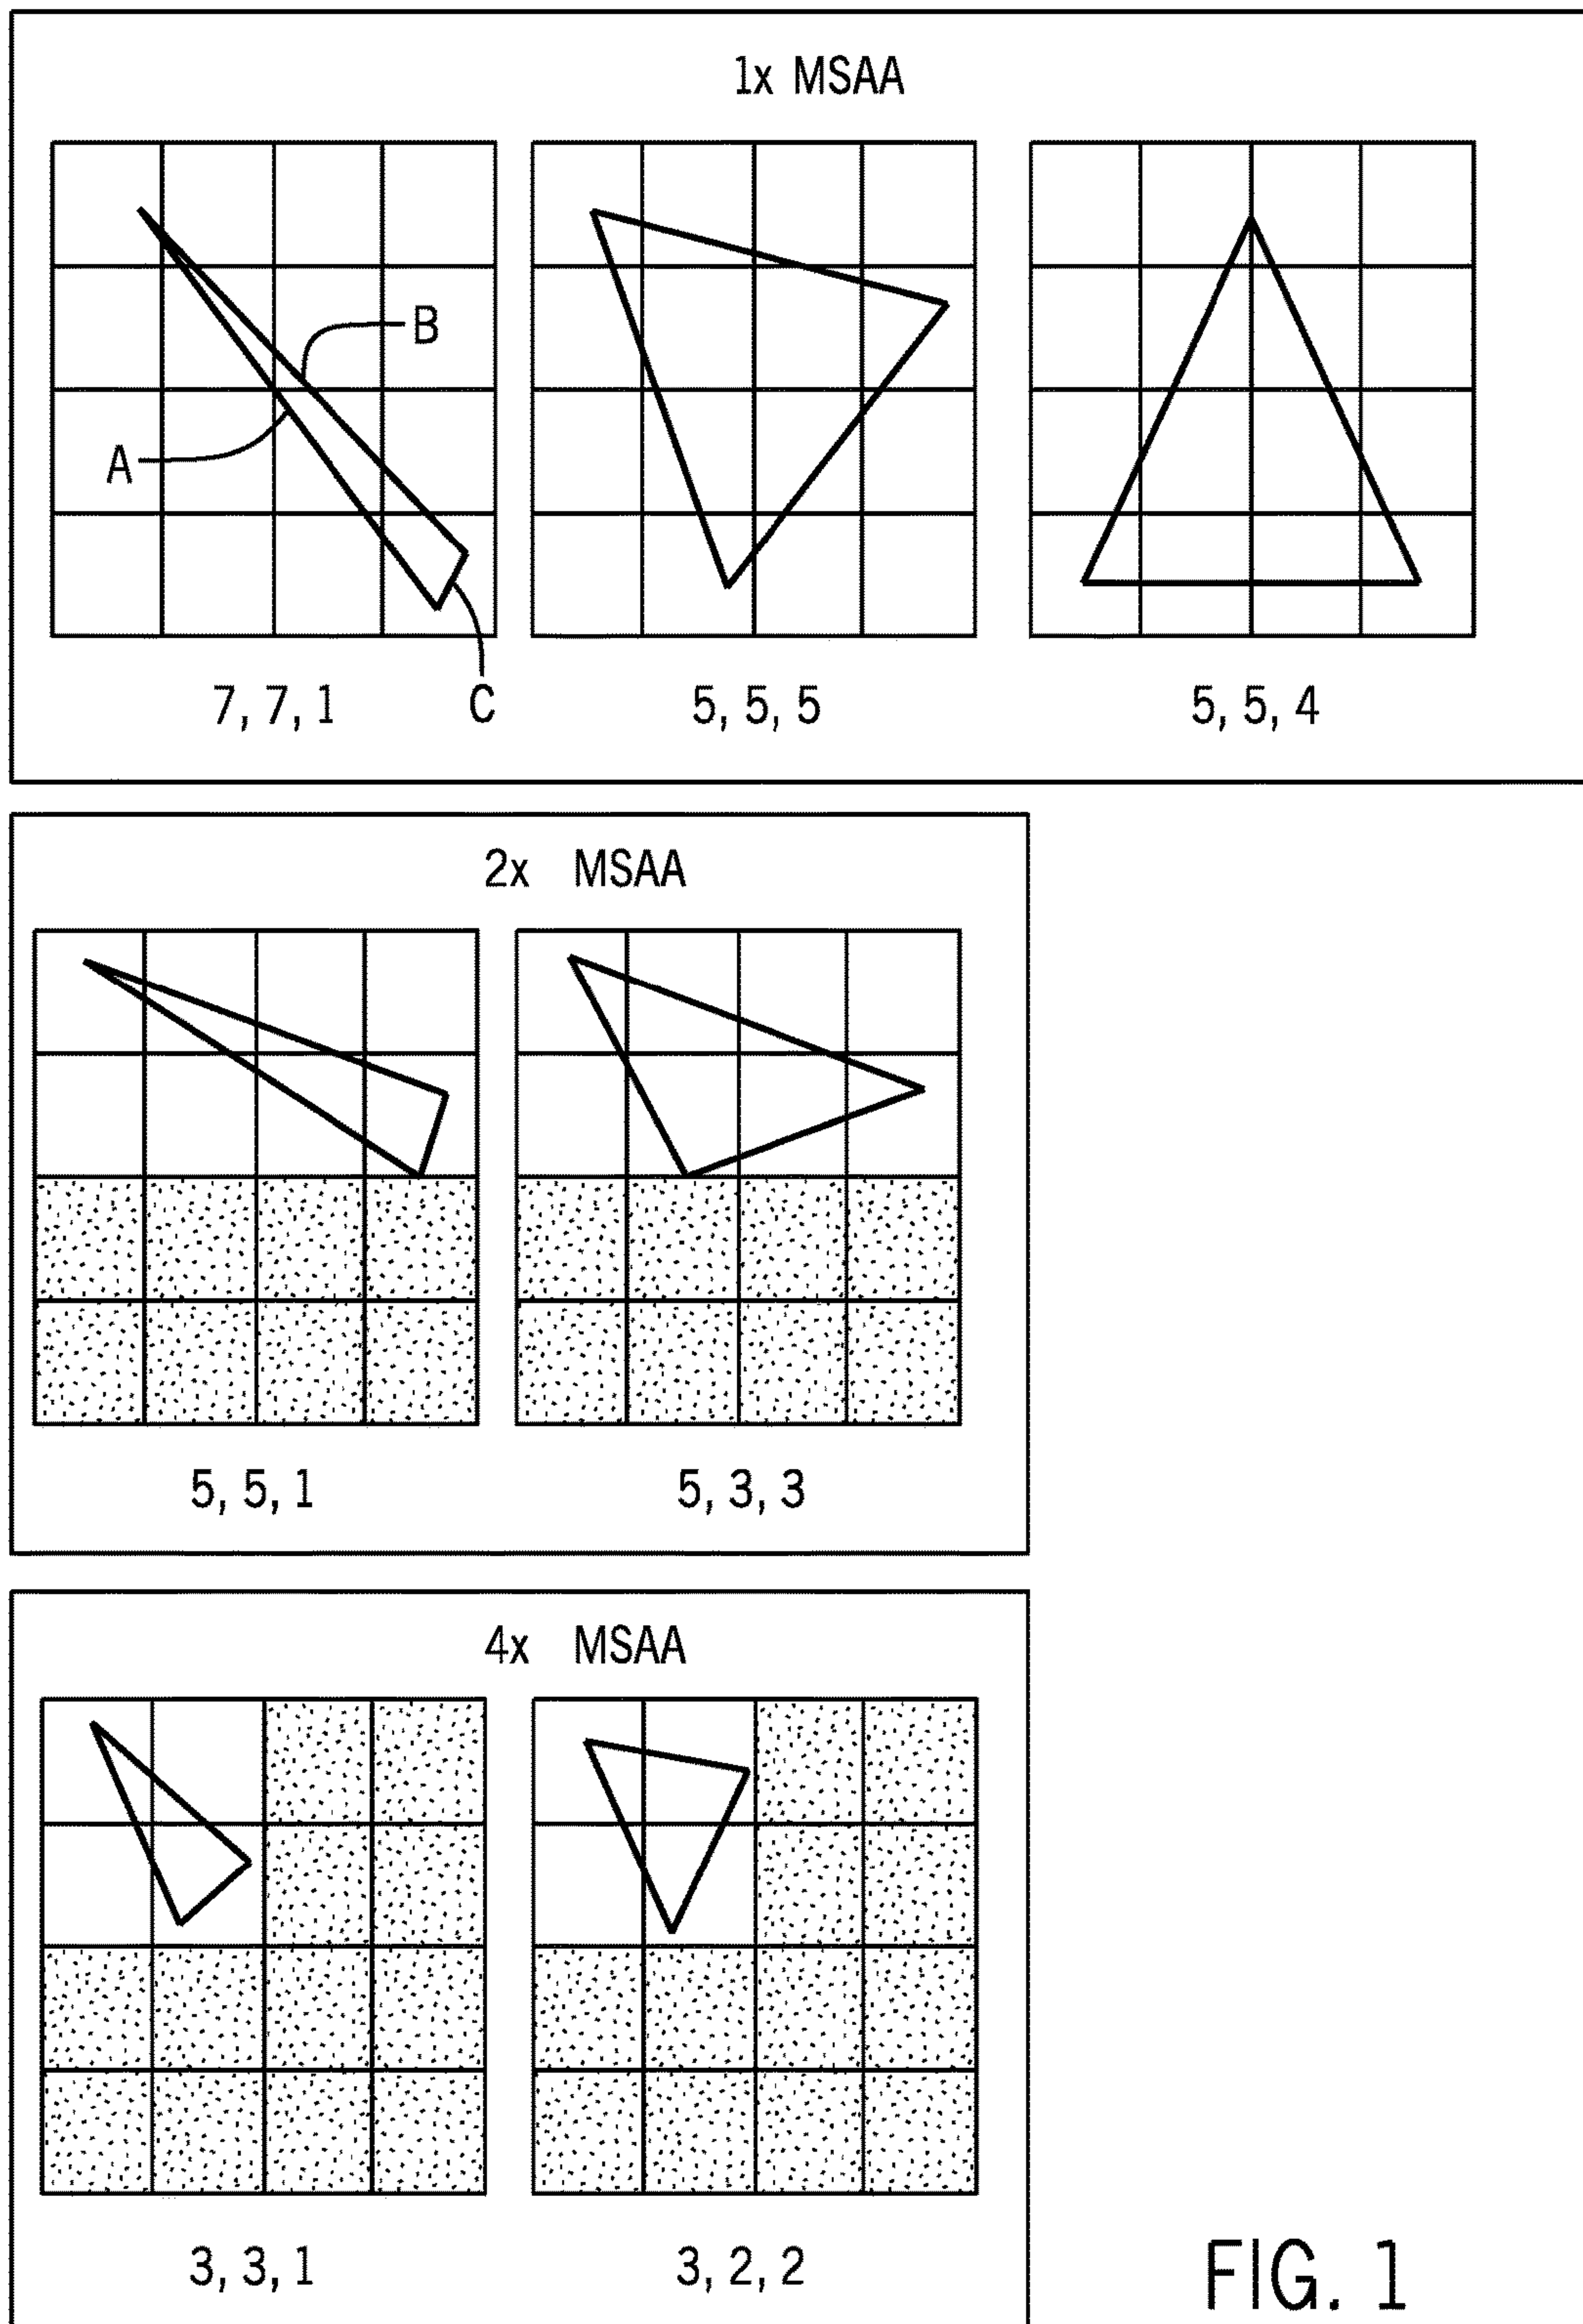 1x MSAA
B
A
C
7, 7, 1
5, 5, 5
5, 5, 4
2x MSAA
5, 5, 1
5, 3, 3
4x MSAA
3, 3, 1
3, 2, 2
FIG. 1